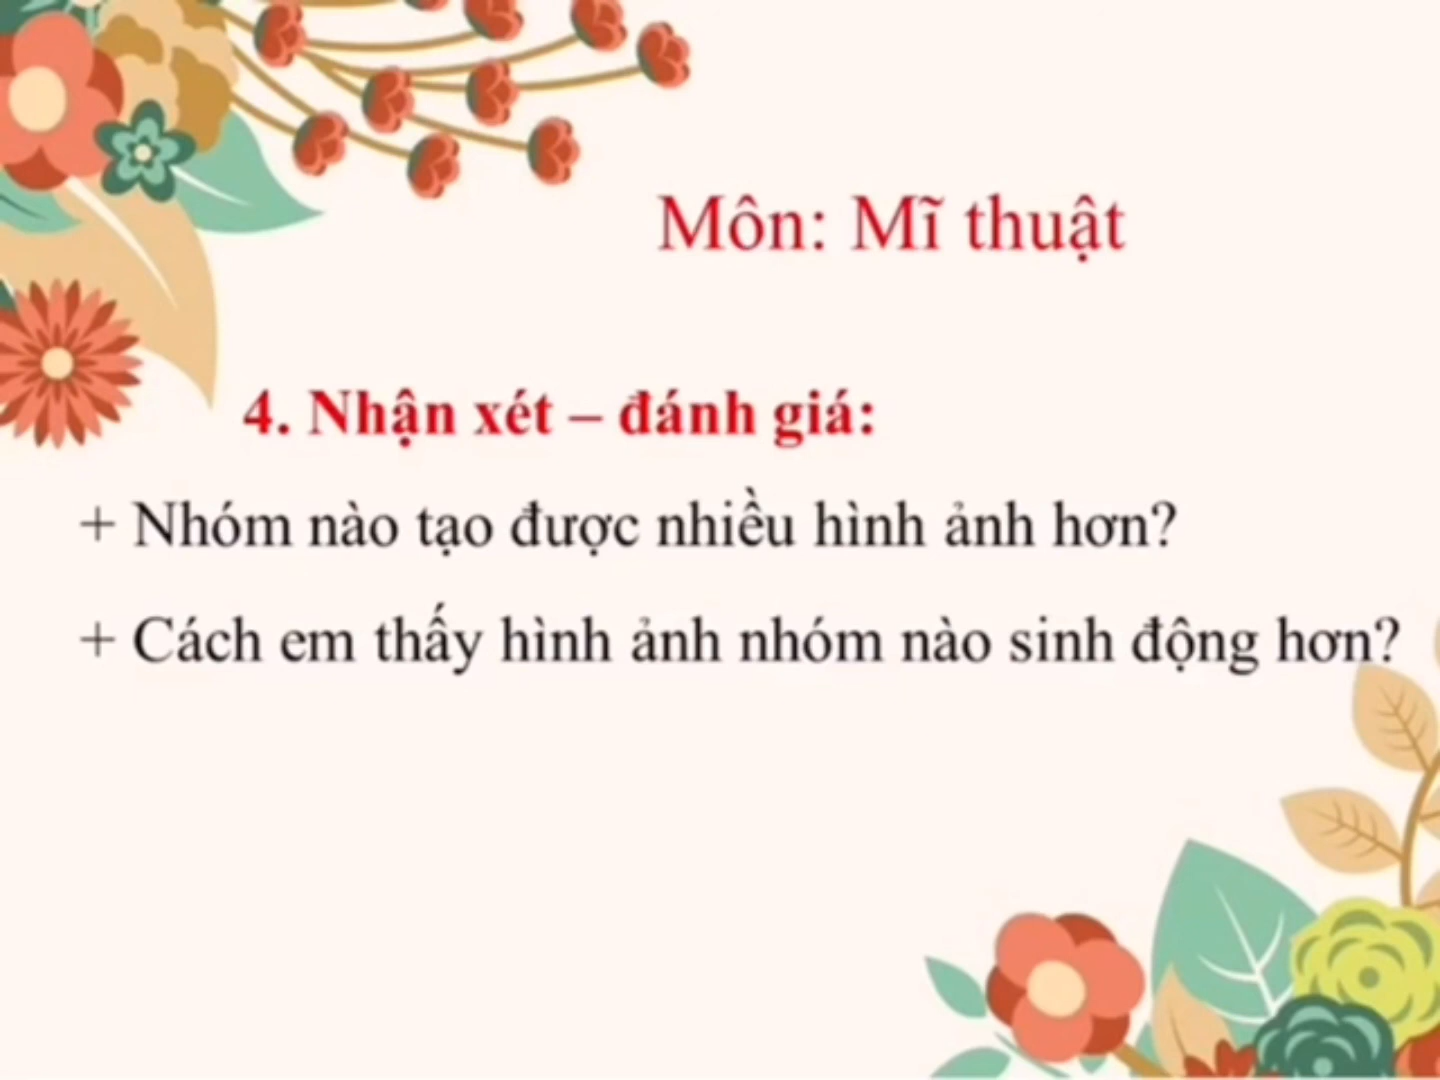 Môn: Mĩ thuật
4. Nhận xét – đánh giá:
+ Nhóm nào tạo được nhiều hình ảnh hơn?
+ Cách em thấy hình ảnh nhóm nào sinh động hơn?